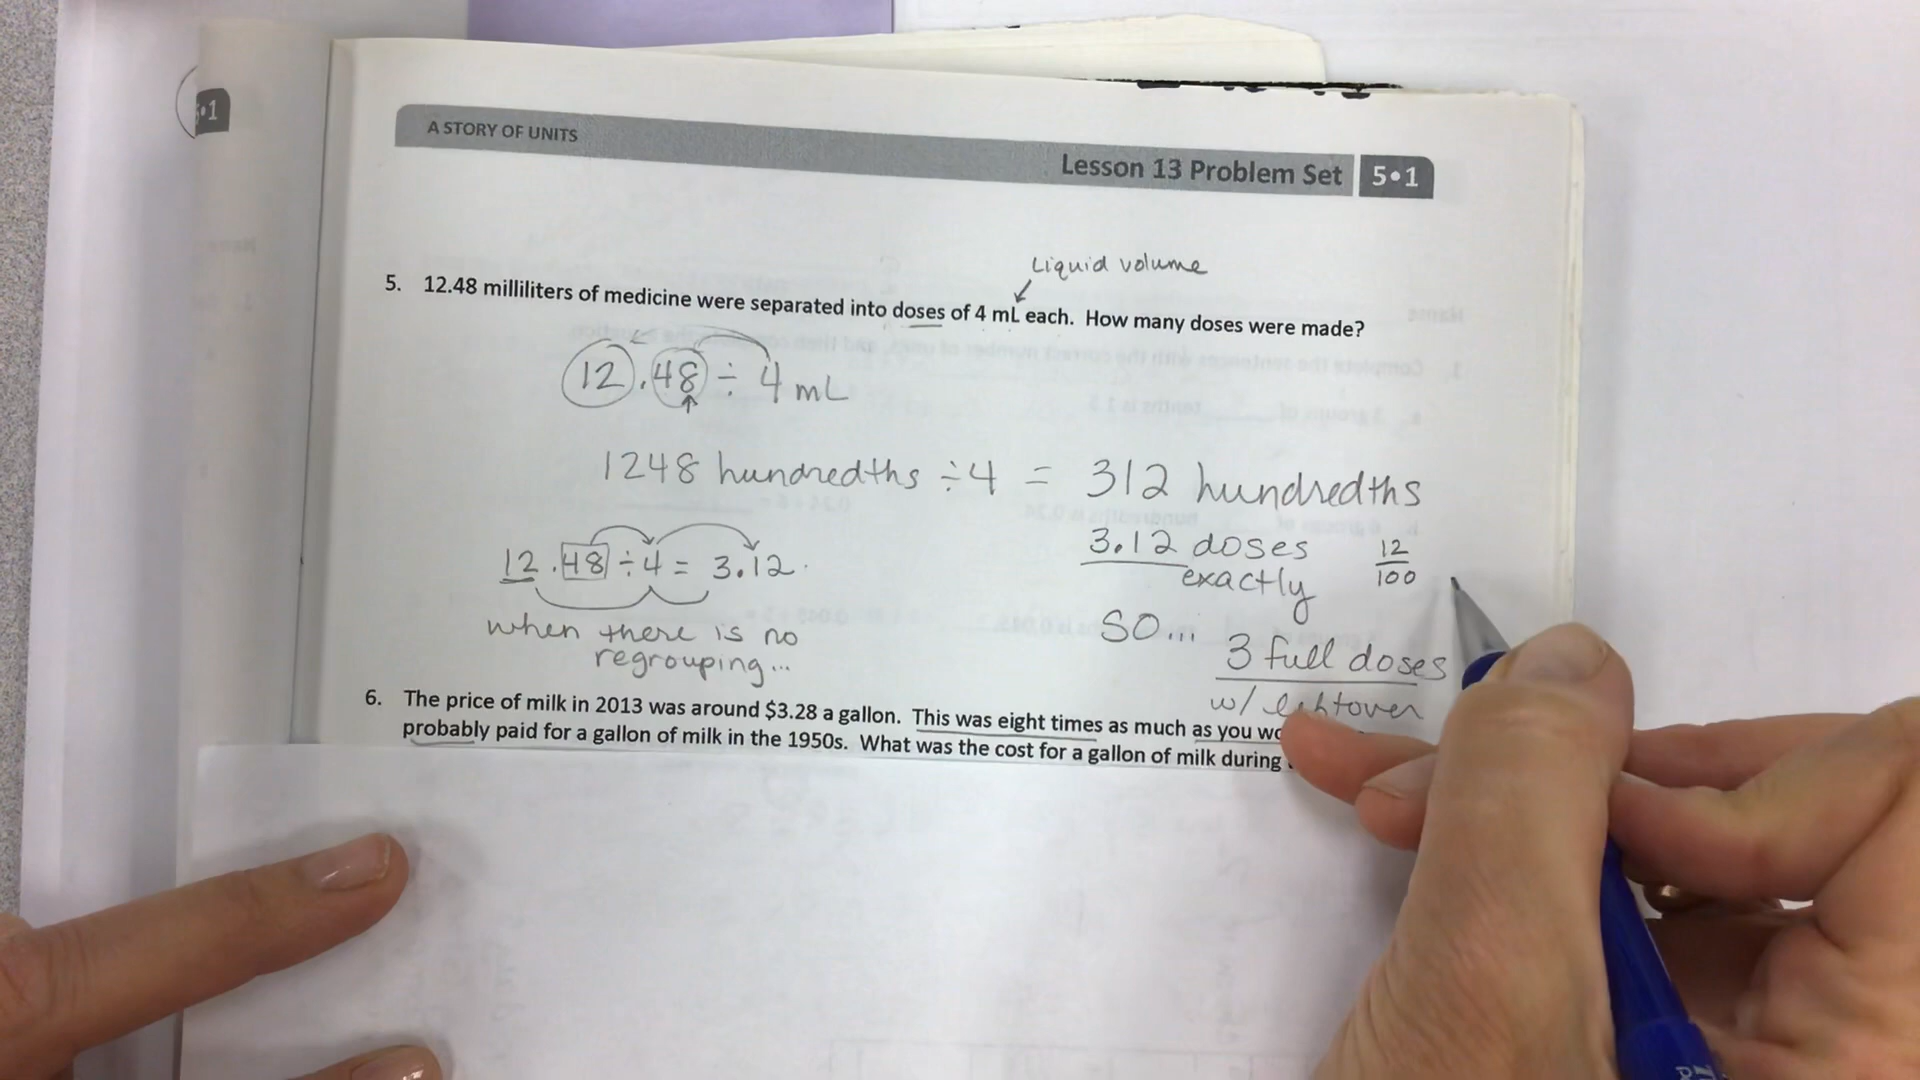 5•1
A STORY OF UNITS
Lesson 13 Problem Set 5•1
Liquid volume
5. 12.48 milliliters of medicine were separated into doses of 4 mL each. How many doses were made?
12.48 ÷ 4 mL
1248 hundredths ÷4 = 312 hundredths
3.12 doses
exactly
12
100
12.48 ÷ 4 = 3.12
when there is no
regrouping...
SO...
3 full doses
w/ leftover
6. The price of milk in 2013 was around $3.28 a gallon. This was eight times as much as you
probably paid for a gallon of milk in the 1950s. What was the cost for a gallon of milk during